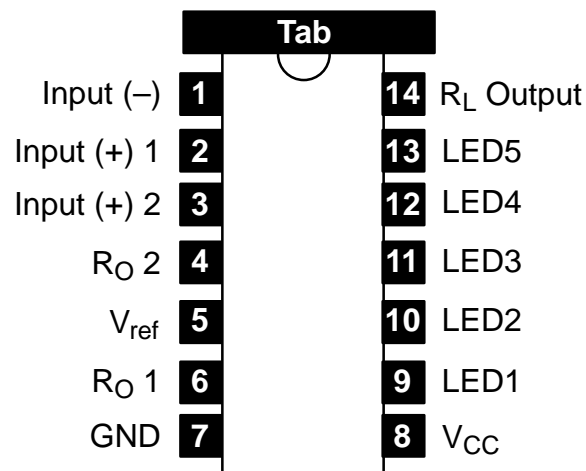 Tab
Input (–) 1 14 RL Output
Input (+) 1 2 13 LED5
Input (+) 2 3 12 LED4
RO 2 4 11 LED3
Vref 5 10 LED2
RO 1 6 9 LED1
GND 7 8 VCC